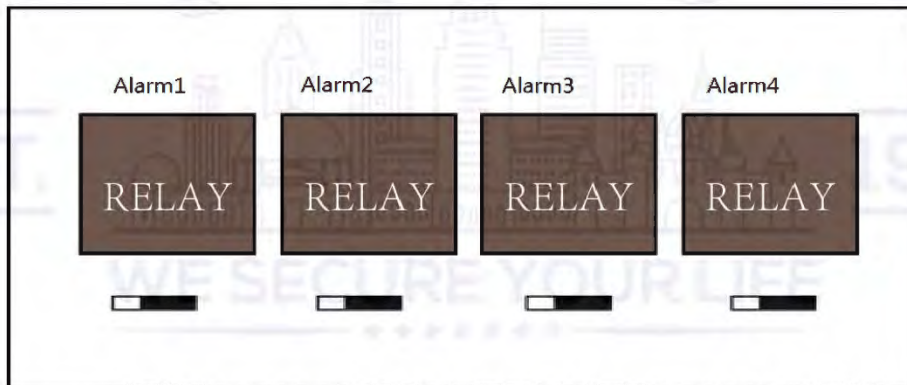 Alarm1 Alarm2 Alarm3 Alarm4
RELAY RELAY RELAY RELAY
WE SECURE YOUR LIFE